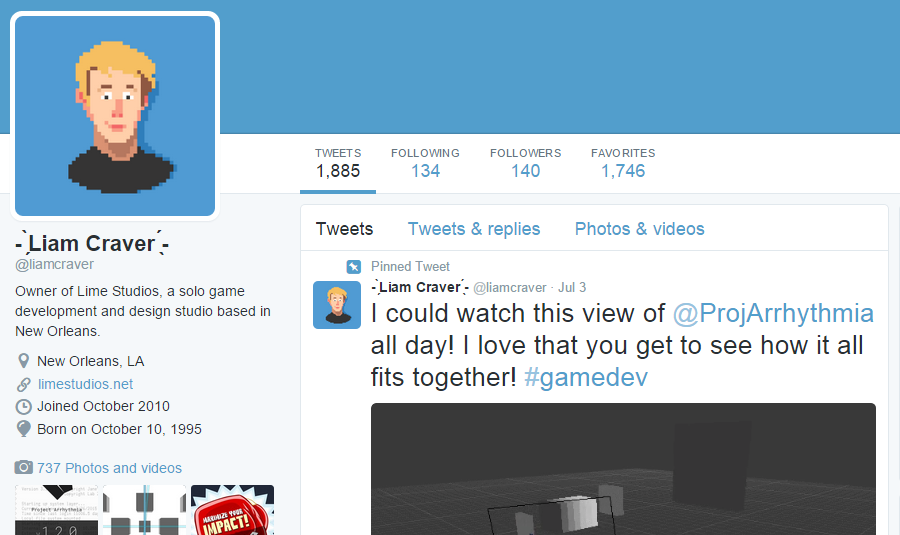 TWEETS FOLLOWING FOLLOWERS FAVORITES
1,885 134 140 1,746
-̖̀Liam Craveŕ̗-
@liamcraver
Owner of Lime Studios, a solo game
development and design studio based in
New Orleans.
New Orleans, LA
limestudios.net
Joined October 2010
Born on October 10, 1995
737 Photos and videos
Project Arrhythmia
MAXIMIZE YOUR
IMPACT!
Tweets Tweets & replies Photos & videos
Pinned Tweet
-̖̀Liam Craveŕ̗- @liamcraver · Jul 3
I could watch this view of @ProjArrhythmia
all day! I love that you get to see how it all
fits together! #gamedev